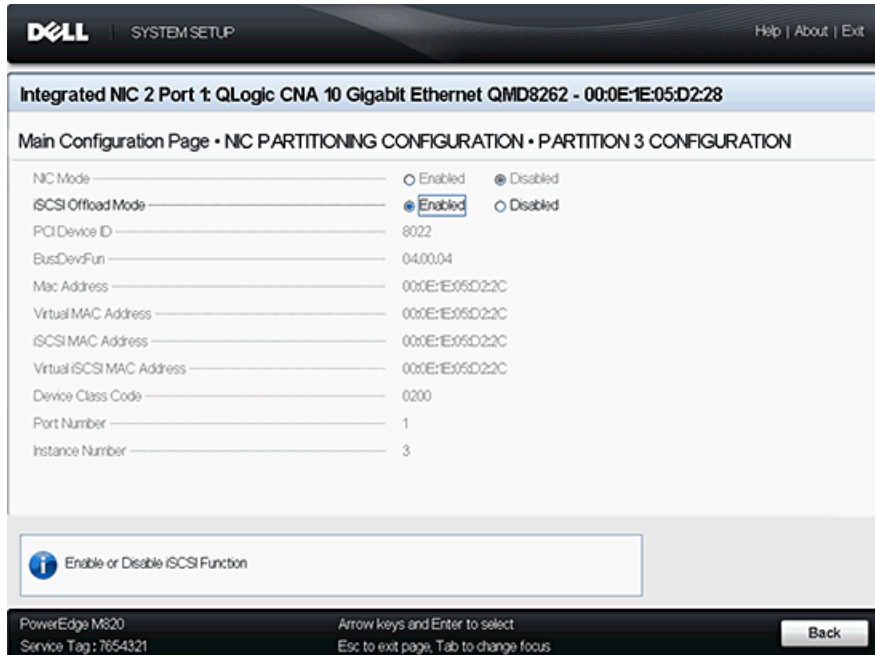 DELL SYSTEM SETUP Help | About | Exit
Integrated NIC 2 Port 1: QLogic CNA 10 Gigabit Ethernet QMD8262 - 00:0E:1E:05:D2:28
Main Configuration Page • NIC PARTITIONING CONFIGURATION • PARTITION 3 CONFIGURATION
NIC Mode Enabled Disabled
iSCSI Offload Mode Enabled Disabled
PCI Device ID 8022
Bus:Dev:Fun 04:00:04
Mac Address 00:0E:1E:05:D2:2C
Virtual MAC Address 00:0E:1E:05:D2:2C
iSCSI MAC Address 00:0E:1E:05:D2:2C
Virtual iSCSI MAC Address 00:0E:1E:05:D2:2C
Device Class Code 0200
Port Number 1
Instance Number 3
Enable or Disable iSCSI Function
PowerEdge M820 Arrow keys and Enter to select
Service Tag : 7654321 Esc to exit page, Tab to change focus
Back